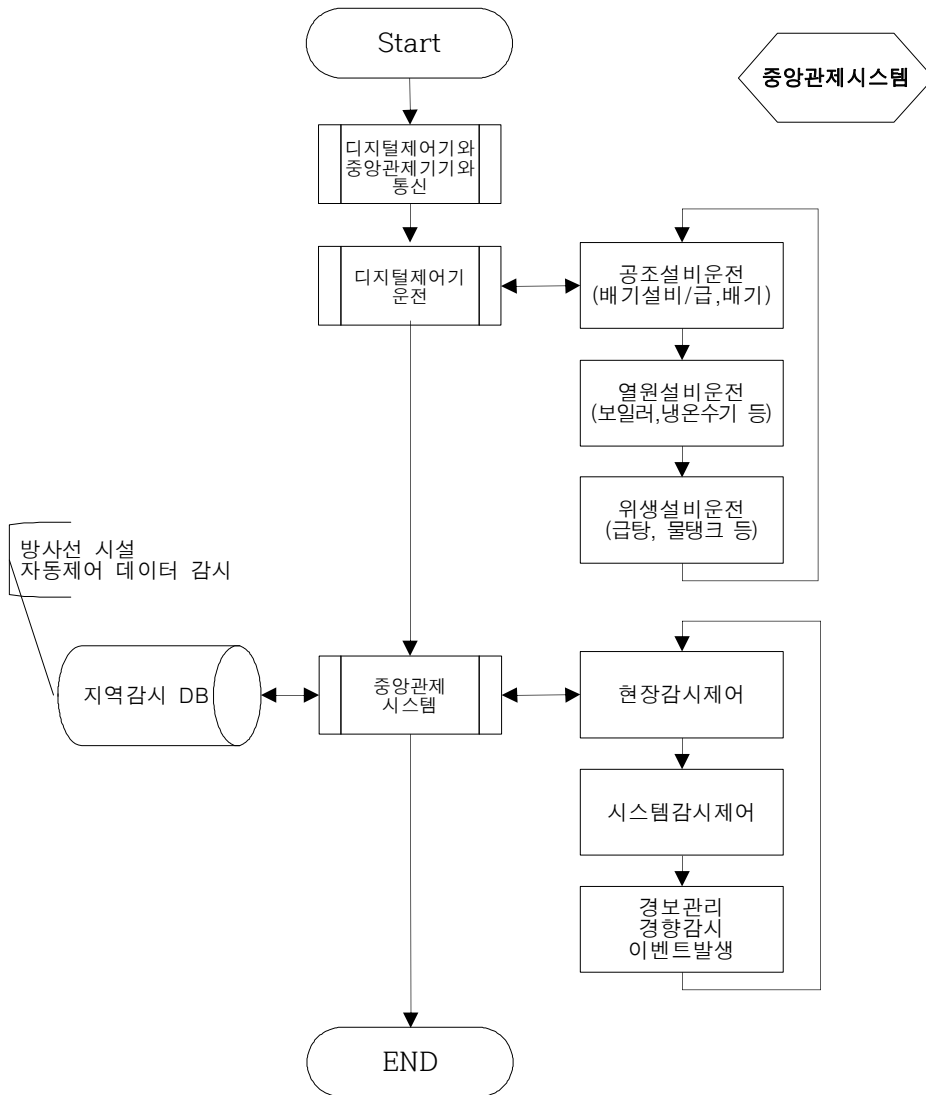 Start
중앙관제시스템
디지털제어기와
중앙관제기기와
통신
디지털제어기
운전
공조설비운전
(배기설비/급,배기)
열원설비운전
(보일러,냉온수기 등)
위생설비운전
(급탕, 물탱크 등)
방사선 시설
자동제어 데이터 감시
지역감시 DB
중앙관제
시스템
현장감시제어
시스템감시제어
경보관리
경향감시
이벤트발생
END